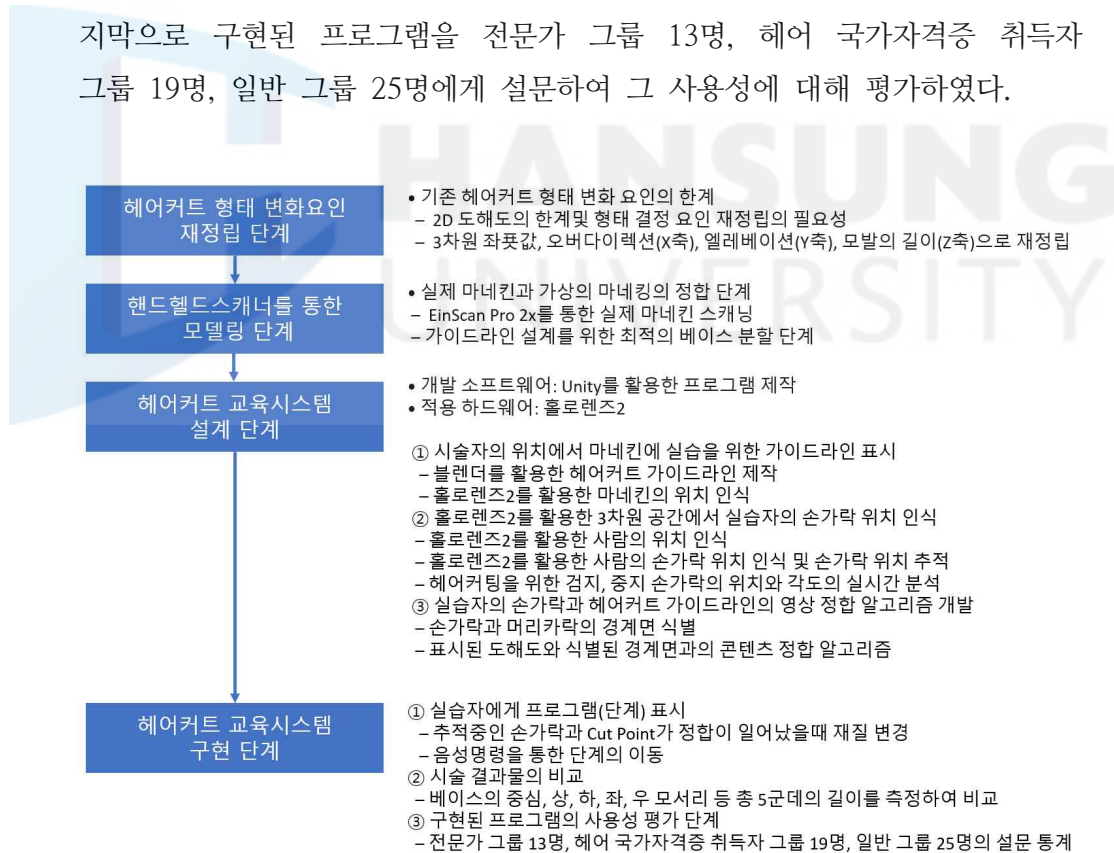 지막으로 구현된 프로그램을 전문가 그룹 13명, 헤어 국가자격증 취득자
그룹 19명, 일반 그룹 25명에게 설문하여 그 사용성에 대해 평가하였다.
HANSUNG
UNIVERSITY
헤어커트 형태 변화요인
재정립 단계
• 기존 헤어커트 형태 변화 요인의 한계
– 2D 도해도의 한계및 형태 결정 요인 재정립의 필요성
– 3차원 좌푯값, 오버다이렉션(X축), 엘레베이션(Y축), 모발의 길이(Z축)으로 재정립
핸드헬드스캐너를 통한
모델링 단계
• 실제 마네킨과 가상의 마네킹의 정합 단계
– EinScan Pro 2x를 통한 실제 마네킨 스캐닝
– 가이드라인 설계를 위한 최적의 베이스 분할 단계
헤어커트 교육시스템
설계 단계
• 개발 소프트웨어: Unity를 활용한 프로그램 제작
• 적용 하드웨어: 홀로렌즈2
① 시술자의 위치에서 마네킨에 실습을 위한 가이드라인 표시
– 블렌더를 활용한 헤어커트 가이드라인 제작
– 홀로렌즈2를 활용한 마네킨의 위치 인식
② 홀로렌즈2를 활용한 3차원 공간에서 실습자의 손가락 위치 인식
– 홀로렌즈2를 활용한 사람의 위치 인식
– 홀로렌즈2를 활용한 사람의 손가락 위치 인식 및 손가락 위치 추적
– 헤어커팅을 위한 검지, 중지 손가락의 위치와 각도의 실시간 분석
③ 실습자의 손가락과 헤어커트 가이드라인의 영상 정합 알고리즘 개발
– 손가락과 머리카락의 경계면 식별
– 표시된 도해도와 식별된 경계면과의 콘텐츠 정합 알고리즘
헤어커트 교육시스템
구현 단계
① 실습자에게 프로그램(단계) 표시
– 추적중인 손가락과 Cut Point가 정합이 일어났을때 재질 변경
– 음성명령을 통한 단계의 이동
② 시술 결과물의 비교
– 베이스의 중심, 상, 하, 좌, 우 모서리 등 총 5군데의 길이를 측정하여 비교
③ 구현된 프로그램의 사용성 평가 단계
– 전문가 그룹 13명, 헤어 국가자격증 취득자 그룹 19명, 일반 그룹 25명의 설문 통계